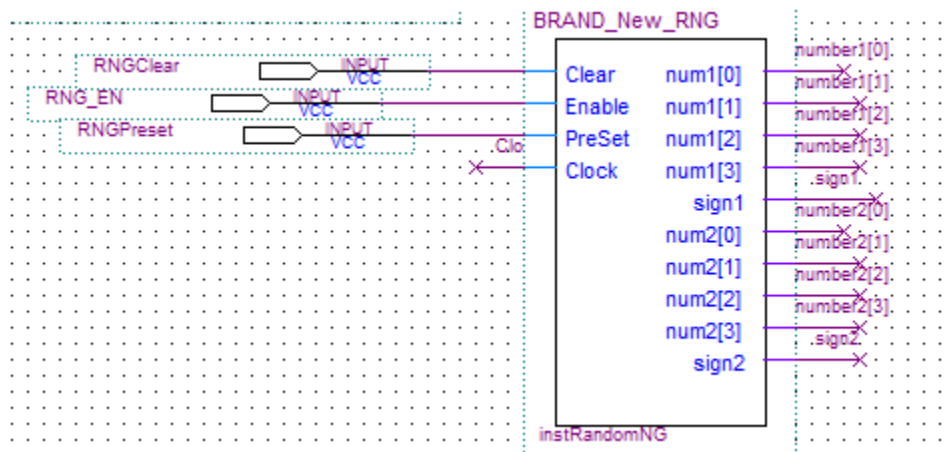 BRAND_New_RNG
RNGClear
INPUT
VCC
RNG_EN
INPUT
VCC
RNGPreset
INPUT
VCC
Clo
Clear
Enable
PreSet
Clock
num1[0]
num1[1]
num1[2]
num1[3]
sign1
num2[0]
num2[1]
num2[2]
num2[3]
sign2
number1[0]
number1[1]
number1[2]
number1[3]
sign1
number2[0]
number2[1]
number2[2]
number2[3]
sign2
instRandomNG